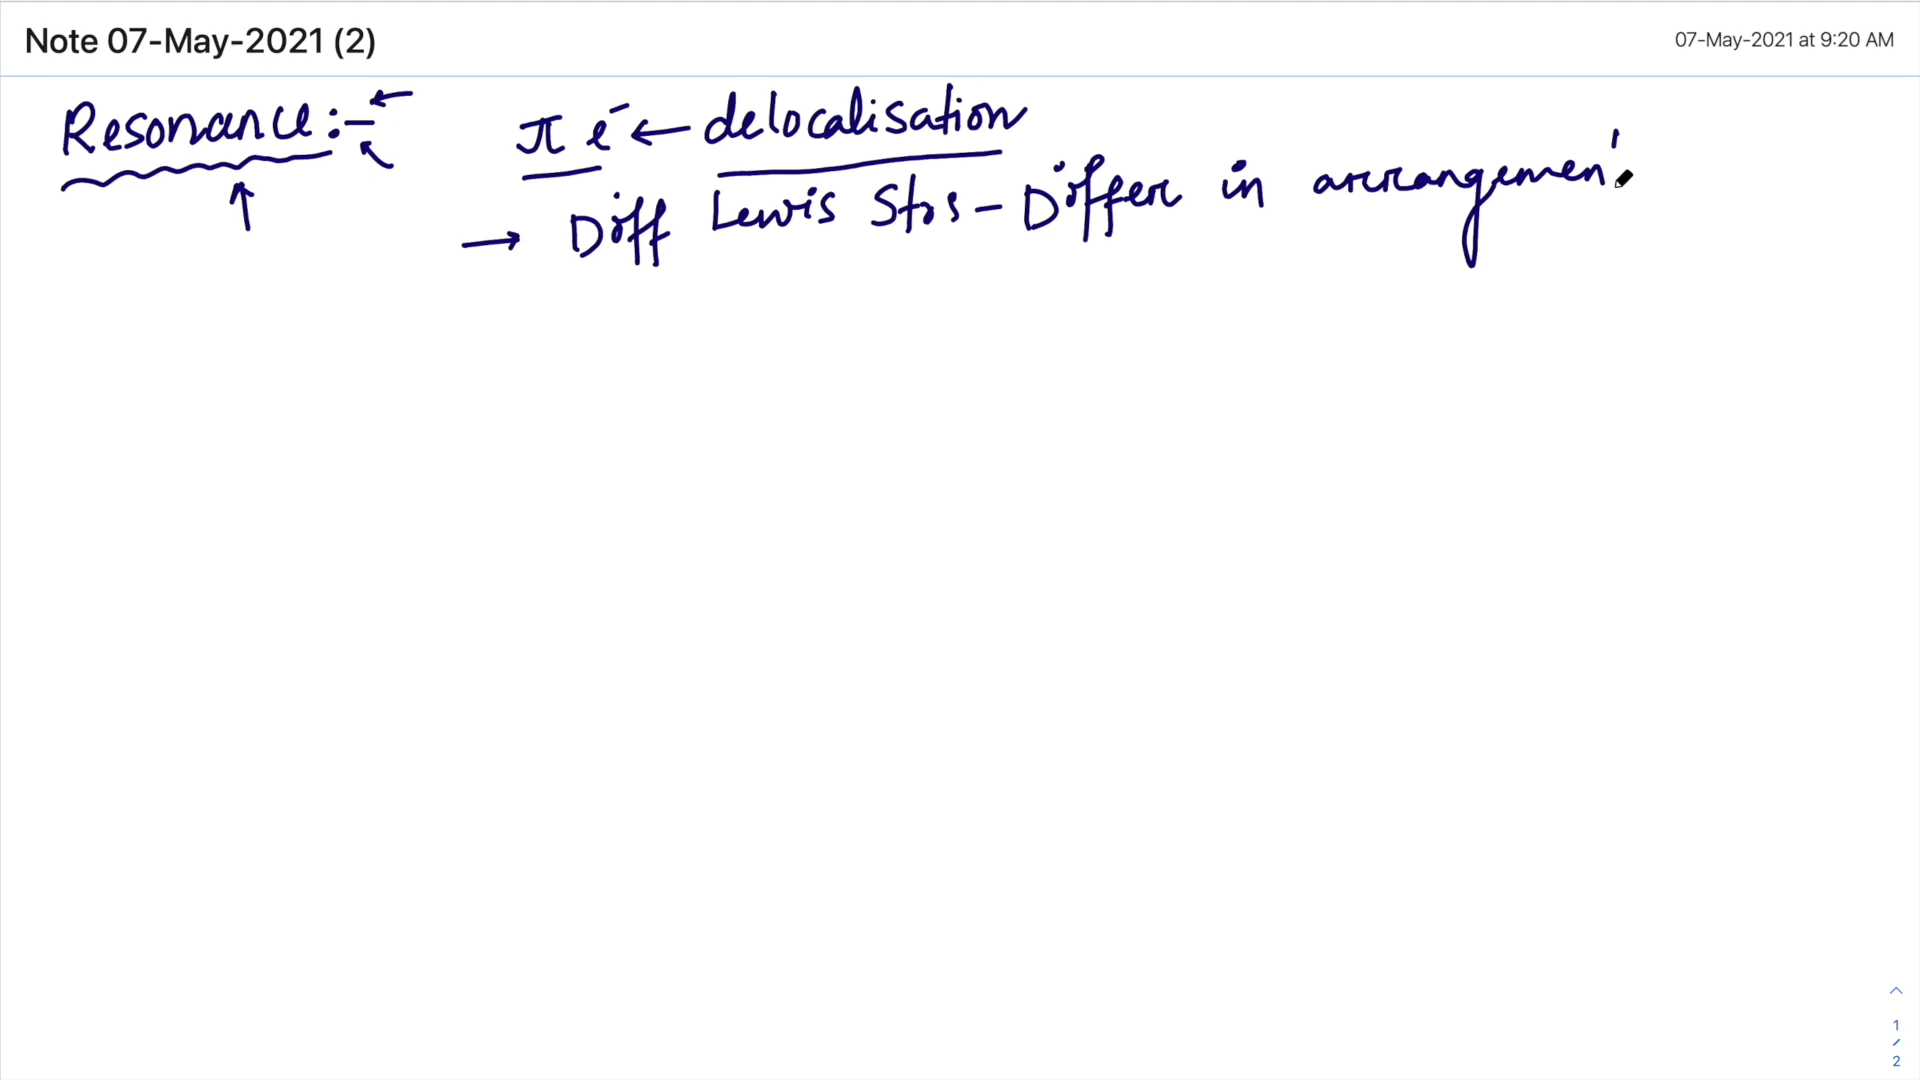 Note 07-May-2021 (2)
07-May-2021 at 9:20 AM
Resonance :- ←
π e⁻ ← delocalisation
→ Diff Lewis Strs - Differ in arrangemen
1
/
2